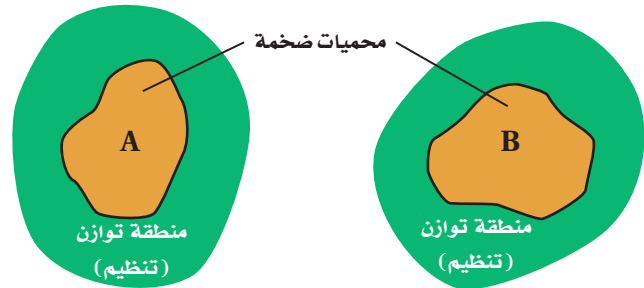 محميات ضخمة
A
B
منطقة توازن
(تنظيم)
منطقة توازن
(تنظيم)